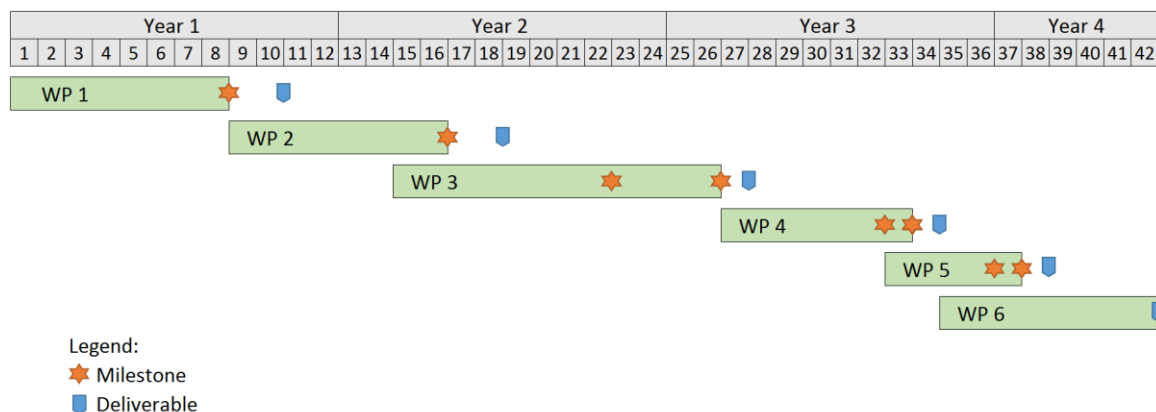 Year 1 Year 2 Year 3 Year 4
1 2 3 4 5 6 7 8 9 10 11 12 13 14 15 16 17 18 19 20 21 22 23 24 25 26 27 28 29 30 31 32 33 34 35 36 37 38 39 40 41 42
WP 1
WP 2
WP 3
WP 4
WP 5
WP 6
Legend:
Milestone
Deliverable